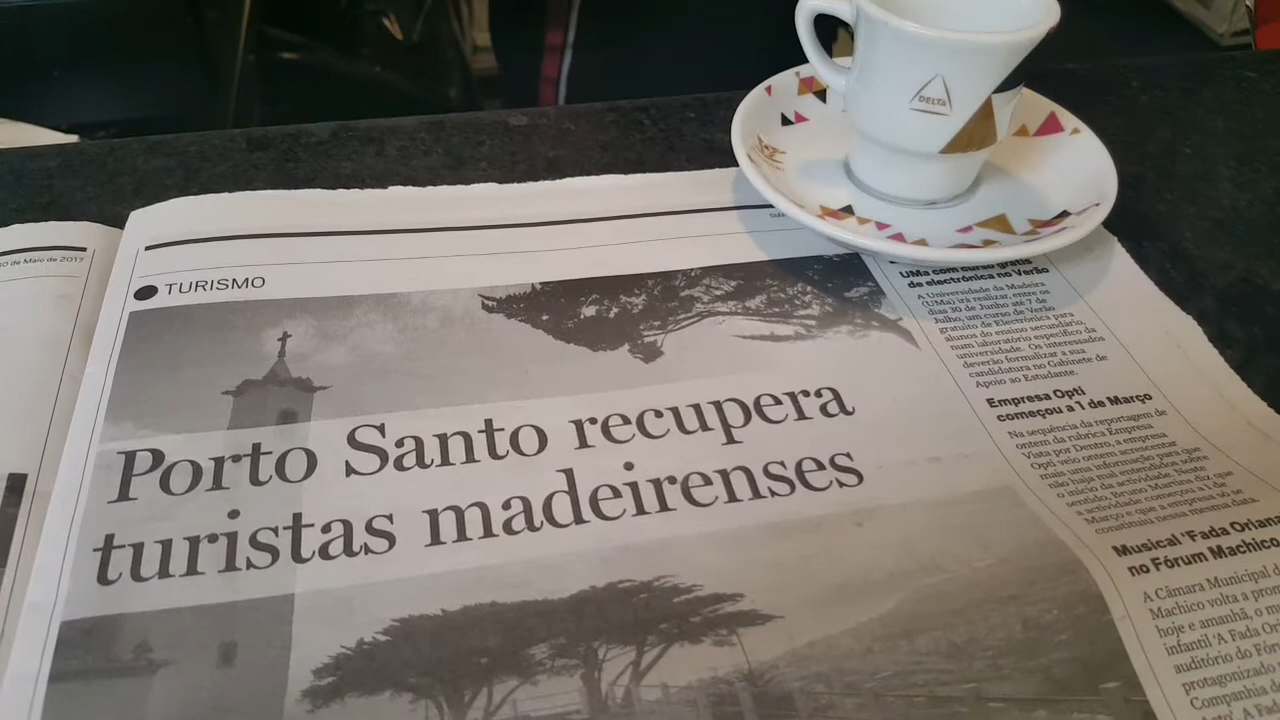 DELTA
30 de Maio de 2017
TURISMO
Porto Santo recupera
turistas madeirenses
UMa com curso grátis
de electrónica no Verão
A Universidade da Madeira
(UMa) irá realizar, entre os
dias 30 de Junho até 7 de
Julho, um curso de Verão
gratuito de Electrónica para
alunos do ensino secundário,
num laboratório específico da
universidade. Os interessados
deverão formalizar a sua
candidatura no Gabinete de
Apoio ao Estudante.
Empresa Opti
começou a 1 de Março
Na sequência da reportagem de
ontem da rubrica Empresa
Vista por Dentro, a empresa
Opti veio ontem acrescentar
mais uma informação para que
não haja mal entendidos sobre
o início da actividade. Neste
sentido, Bruno Martins diz que
a actividade começou a 1 de
Março e que a empresa só se
constituiu nessa mesma data.
Musical 'Fada Orian
no Fórum Machico
A Câmara Municipal d
Machico volta a pro
hoje e amanhã, o m
infantil 'A Fada Or
auditório do Fór
protagonizado
Companhia d
A Fad